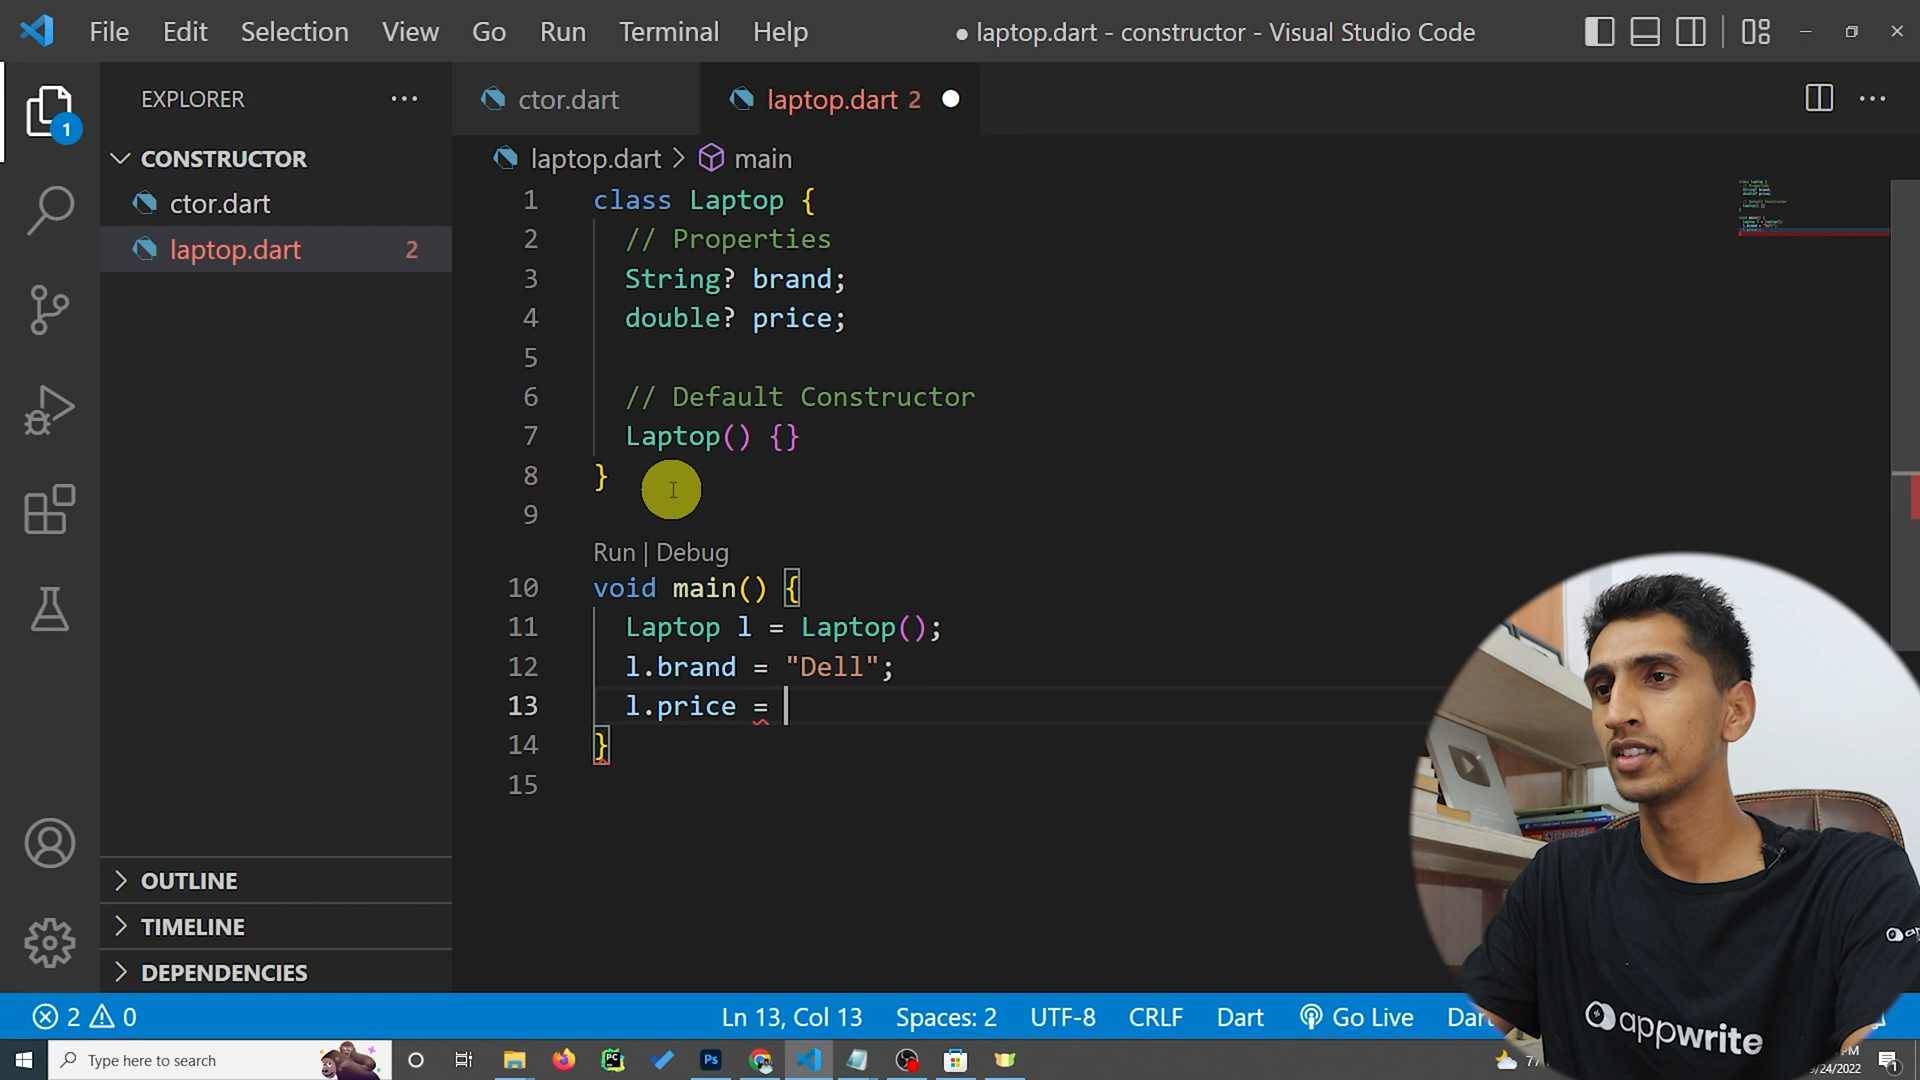 File Edit Selection View Go Run Terminal Help
● laptop.dart - constructor - Visual Studio Code
EXPLORER
CONSTRUCTOR
ctor.dart
laptop.dart 2
1
ctor.dart
laptop.dart 2
laptop.dart > main
1 class Laptop {
2 // Properties
3 String? brand;
4 double? price;
5
6 // Default Constructor
7 Laptop() {}
8 }
9
Run | Debug
10 void main() {
11 Laptop l = Laptop();
12 l.brand = "Dell";
13 l.price =
14 }
15
OUTLINE
TIMELINE
DEPENDENCIES
appwrite
2 0
Ln 13, Col 13 Spaces: 2 UTF-8 CRLF Dart Go Live
Type here to search
PC
Ps
1